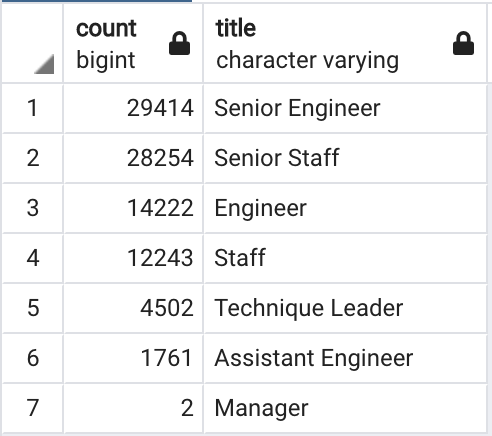 count title
bigint character varying
1 29414 Senior Engineer
2 28254 Senior Staff
3 14222 Engineer
4 12243 Staff
5 4502 Technique Leader
6 1761 Assistant Engineer
7 2 Manager